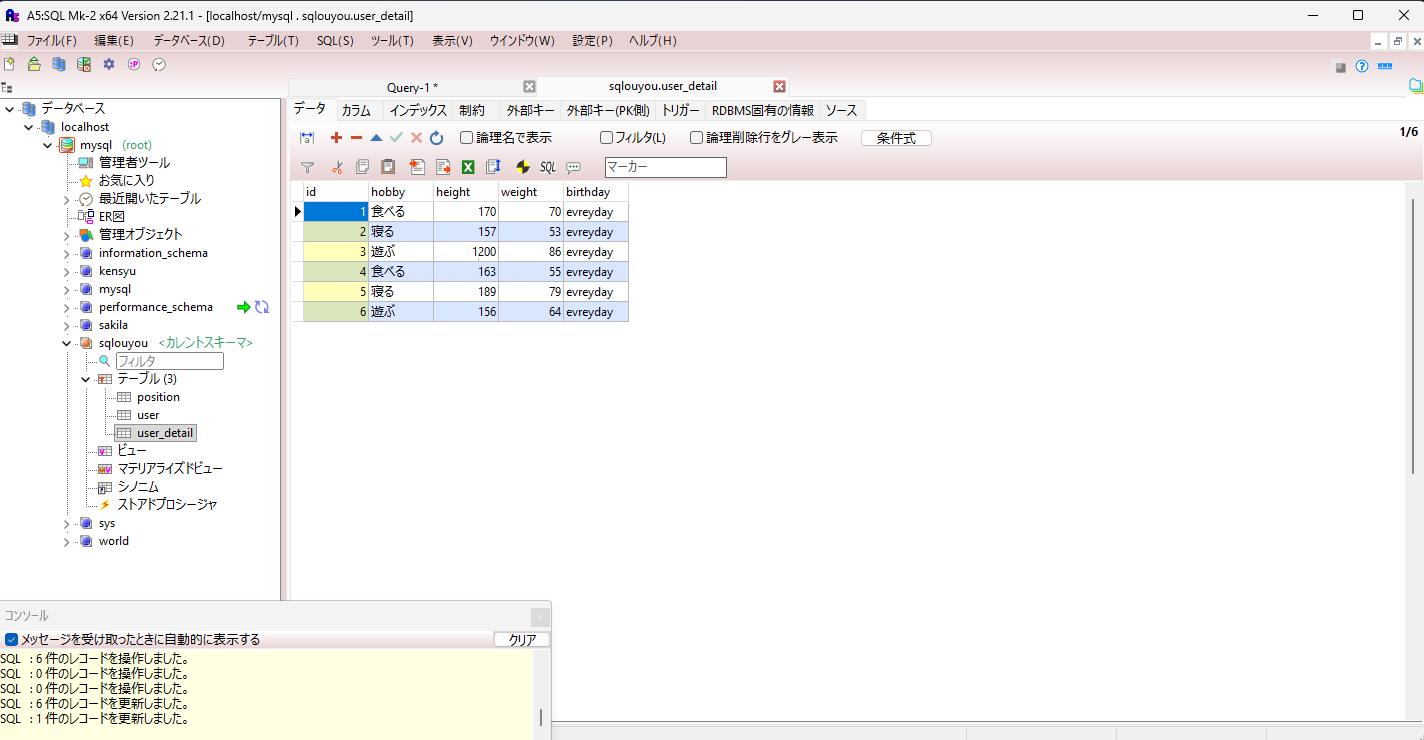 A5:SQL Mk-2 x64 Version 2.21.1 - [localhost/mysql . sqlouyou.user_detail]
ファイル(F) 編集(E) データベース(D) テーブル(T) SQL(S) ツール(T) 表示(V) ウインドウ(W) 設定(P) ヘルプ(H)
Query-1 * sqlouyou.user_detail
データ カラム インデックス 制約 外部キー 外部キー(PK側) トリガー RDBMS固有の情報 ソース
論理名で表示 フィルタ(L) 論理削除行をグレー表示 条件式 1/6
SQL マーカー
id hobby height weight birthday
1 食べる 170 70 evreyday
2 寝る 157 53 evreyday
3 遊ぶ 1200 86 evreyday
4 食べる 163 55 evreyday
5 寝る 189 79 evreyday
6 遊ぶ 156 64 evreyday
データベース
localhost
mysql (root)
管理者ツール
お気に入り
最近開いたテーブル
ER図
管理オブジェクト
information_schema
kensyu
mysql
performance_schema
sakila
sqlouyou <カレントスキーマ>
フィルタ
テーブル (3)
position
user
user_detail
ビュー
マテリアライズドビュー
シノニム
ストアドプロシージャ
sys
world
コンソール
メッセージを受け取ったときに自動的に表示する クリア
SQL : 6 件のレコードを操作しました。
SQL : 0 件のレコードを操作しました。
SQL : 0 件のレコードを操作しました。
SQL : 6 件のレコードを更新しました。
SQL : 1 件のレコードを更新しました。